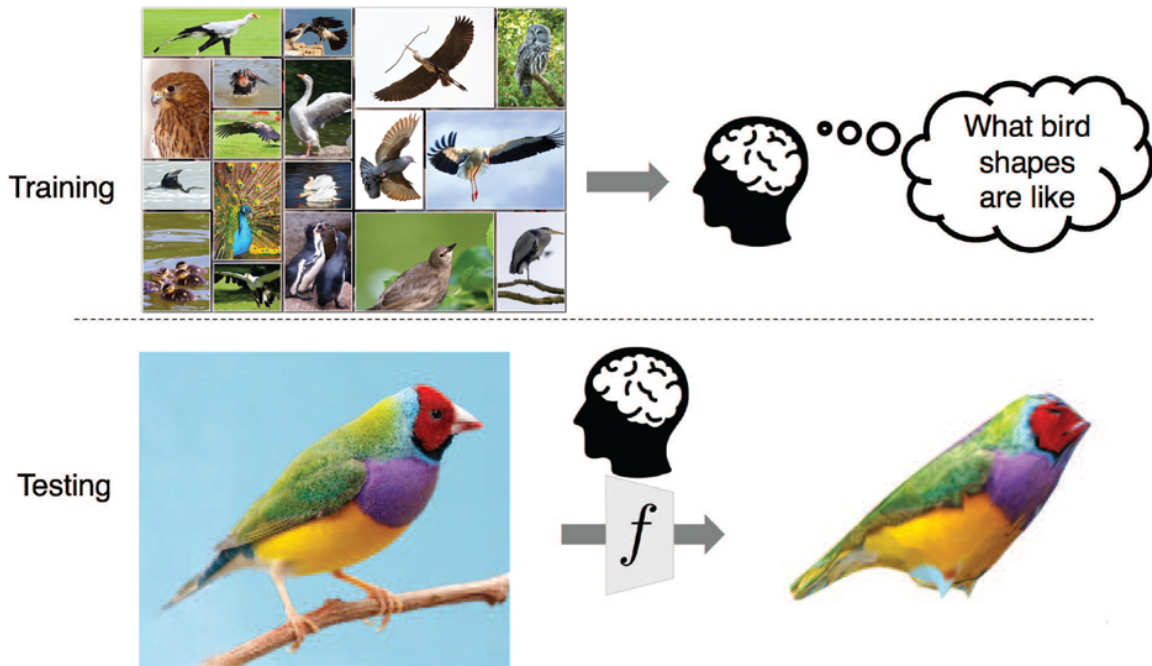 Training
What bird
shapes
are like
Testing
f